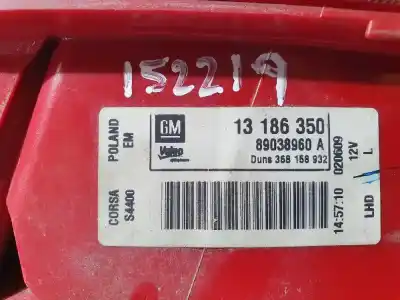 152219
POLAND
EM
CORSA
S4400
GM
Valeo
13 186 350
89038960 A
Duns 368 158 932
020609
14:57:10
12V
L
LHD